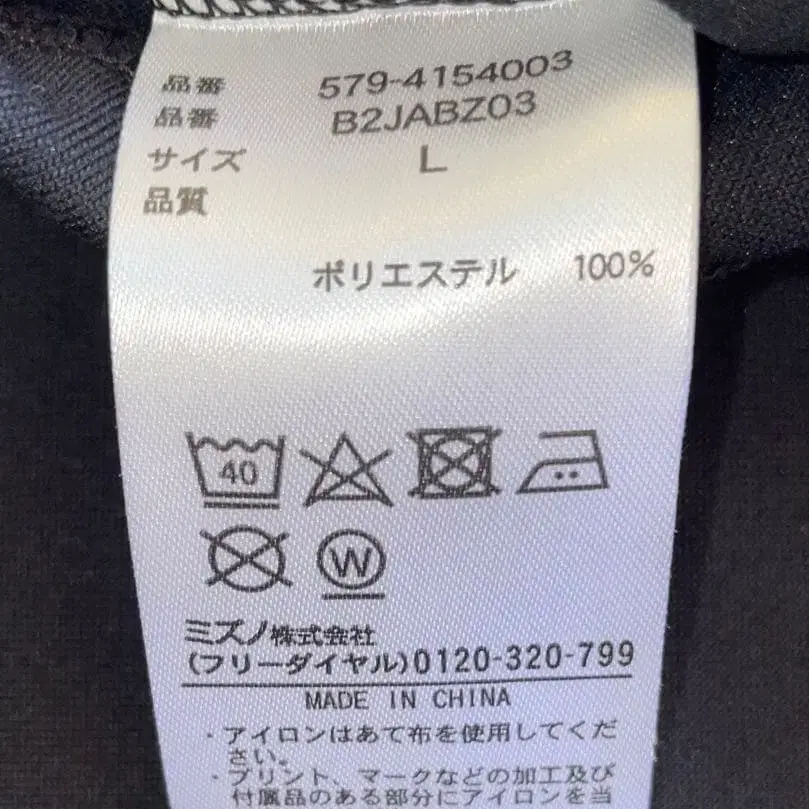 品番 579-4154003
品番 B2JABZ03
サイズ L
品質
ポリエステル 100%
40
W
ミズノ株式会社
(フリーダイヤル)0120-320-799
MADE IN CHINA
・アイロンはあて布を使用してくだ
さい。
・プリント、マークなどの加工及び
付属品のある部分にアイロンを当